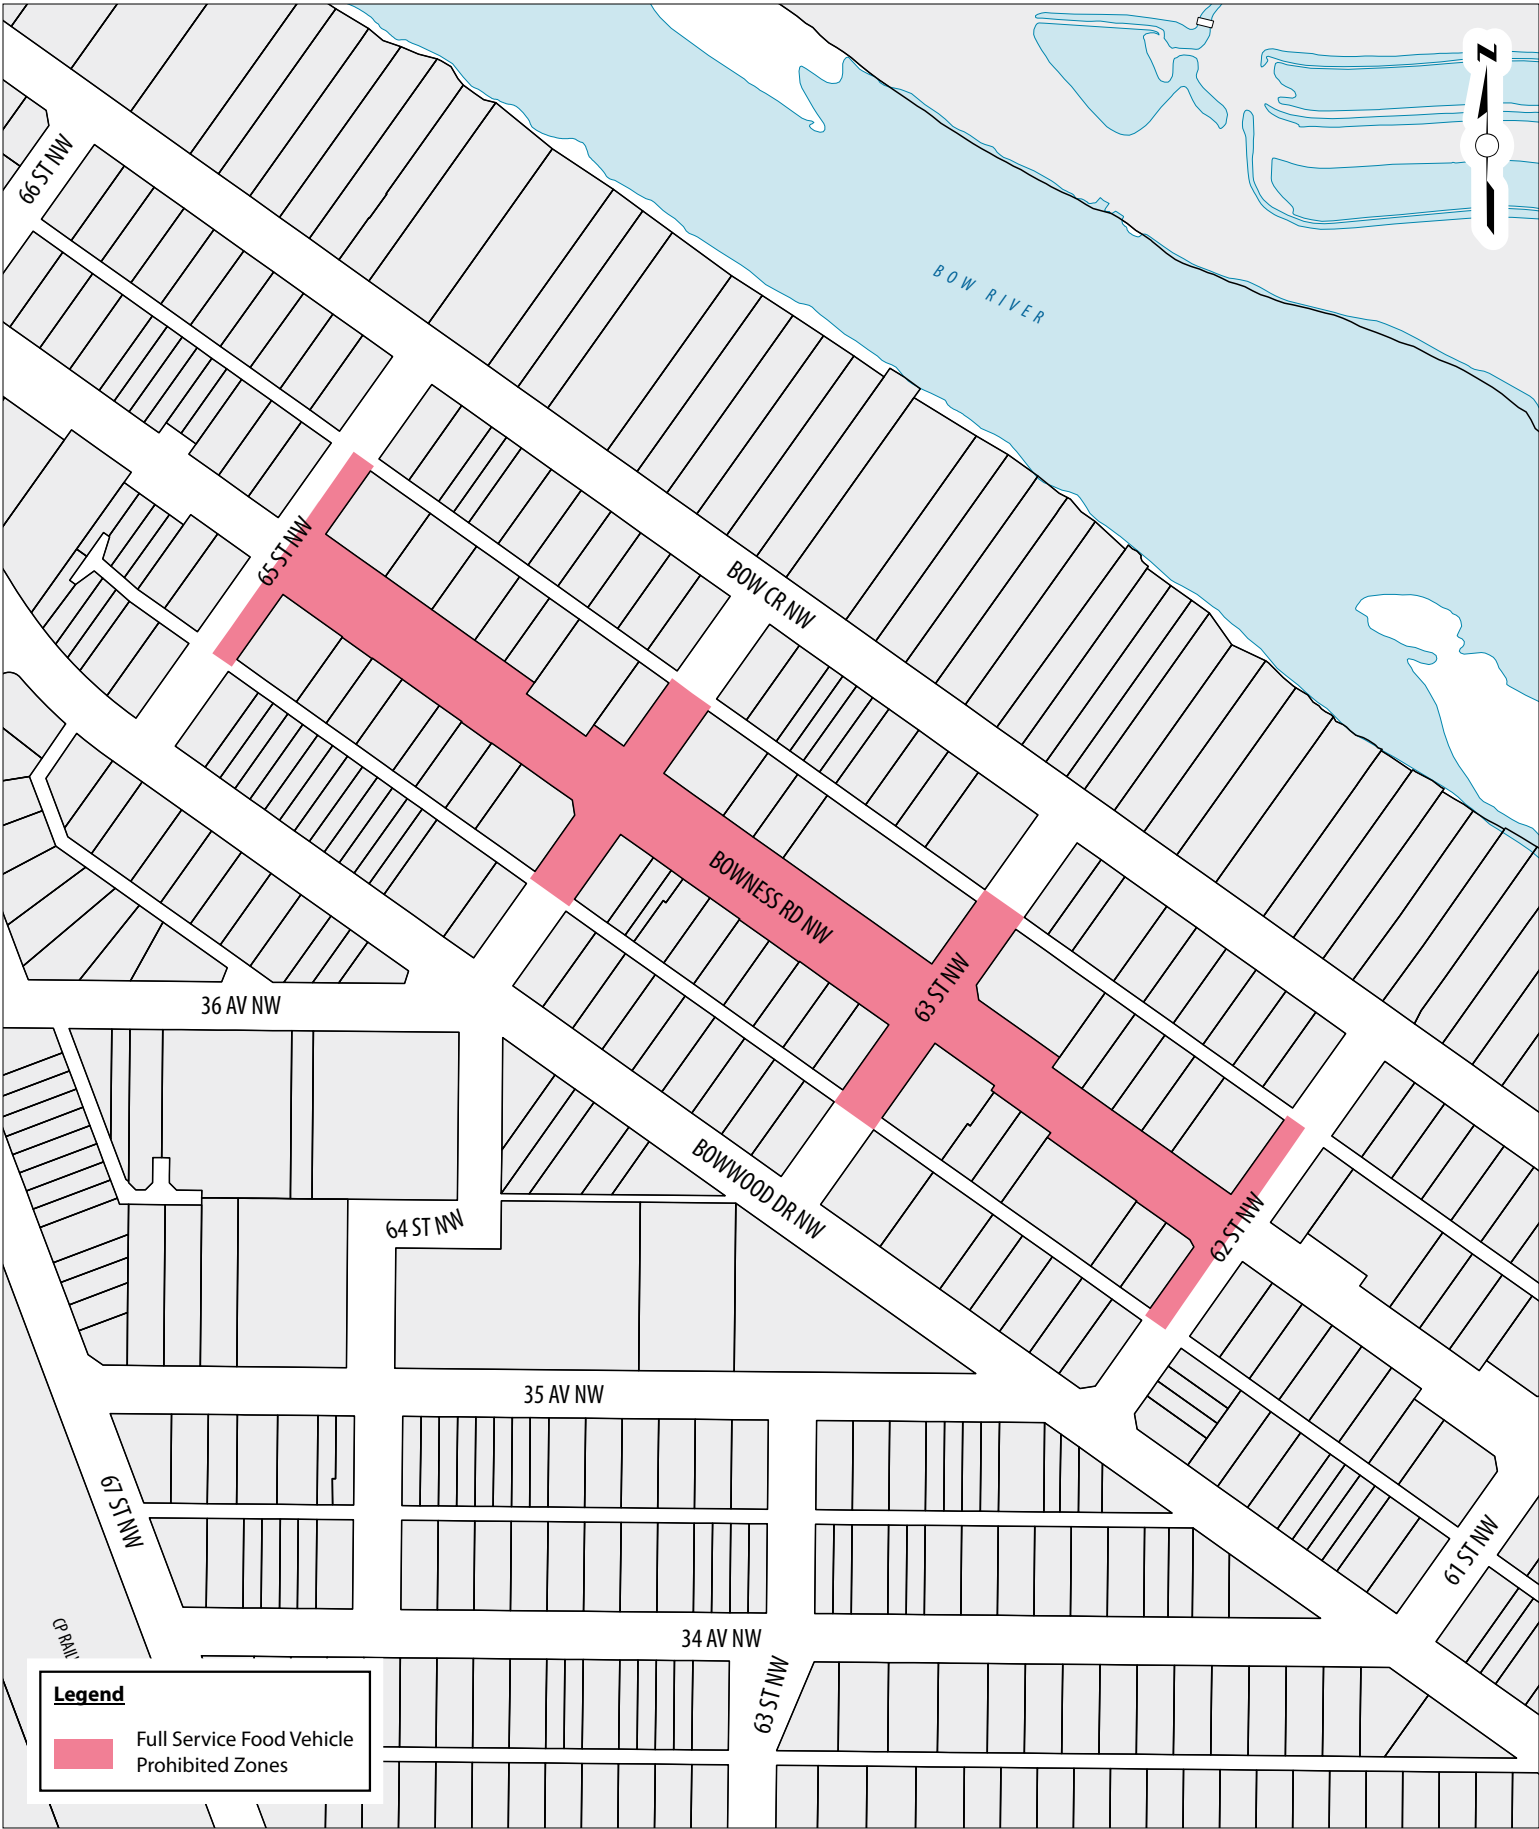 N
66 ST NW
BOW RIVER
65 ST NW
BOW CR NW
BOWNESS RD NW
63 ST NW
36 AV NW
BOWWOOD DR NW
62 ST NW
64 ST NW
35 AV NW
67 ST NW
61 ST NW
34 AV NW
63 ST NW
CP RAIL
Legend
Full Service Food Vehicle
Prohibited Zones